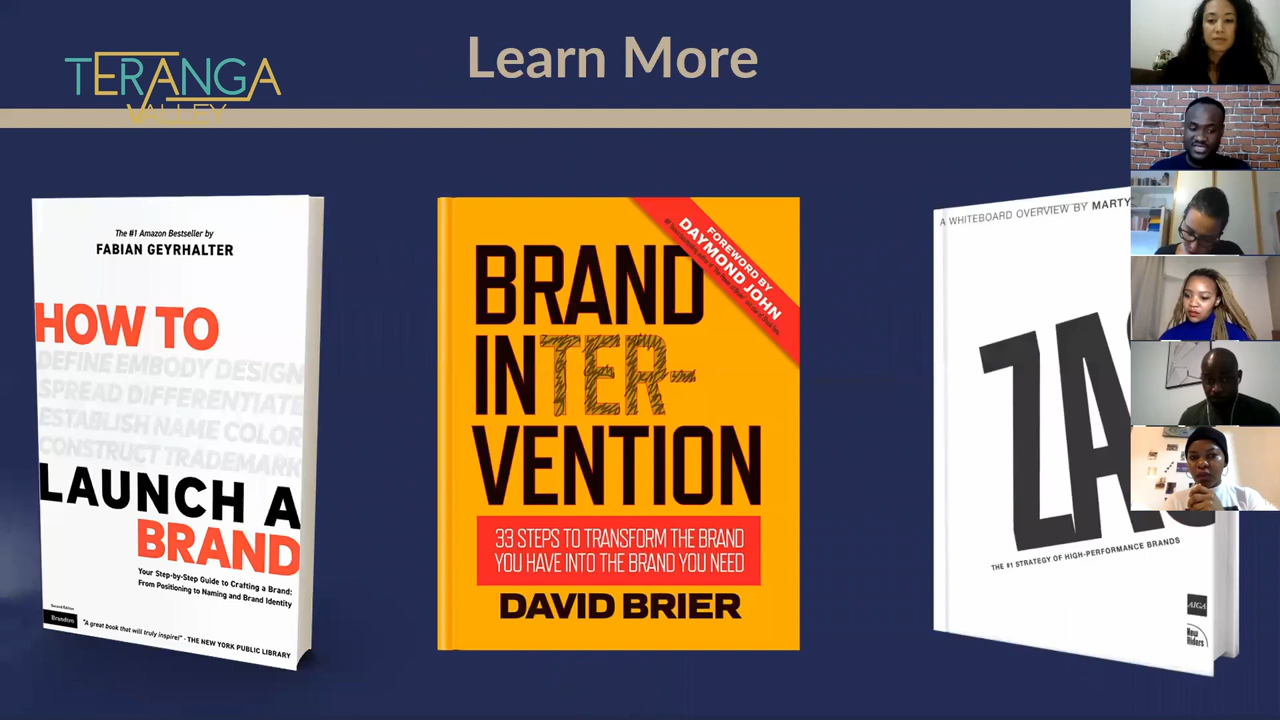 TERANGA
VALLEY
Learn More
The #1 Amazon Bestseller by
FABIAN GEYRHALTER
HOW TO
DEFINE EMBODY DESIGN
SPREAD DIFFERENTIATE
ESTABLISH NAME COLOR
CONSTRUCT TRADEMARK
LAUNCH A
BRAND
Your Step-by-Step Guide to Crafting a Brand:
From Positioning to Naming and Brand Identity
Second Edition
Brandtro
"A great book that will truly inspire!" - THE NEW YORK PUBLIC LIBRARY
FOREWORD BY
DAYMOND JOHN
BRAND
INTER-
VENTION
33 STEPS TO TRANSFORM THE BRAND
YOU HAVE INTO THE BRAND YOU NEED
DAVID BRIER
A WHITEBOARD OVERVIEW BY MARTY
ZA
THE #1 STRATEGY OF HIGH-PERFORMANCE BRANDS
AIGA
New
Riders